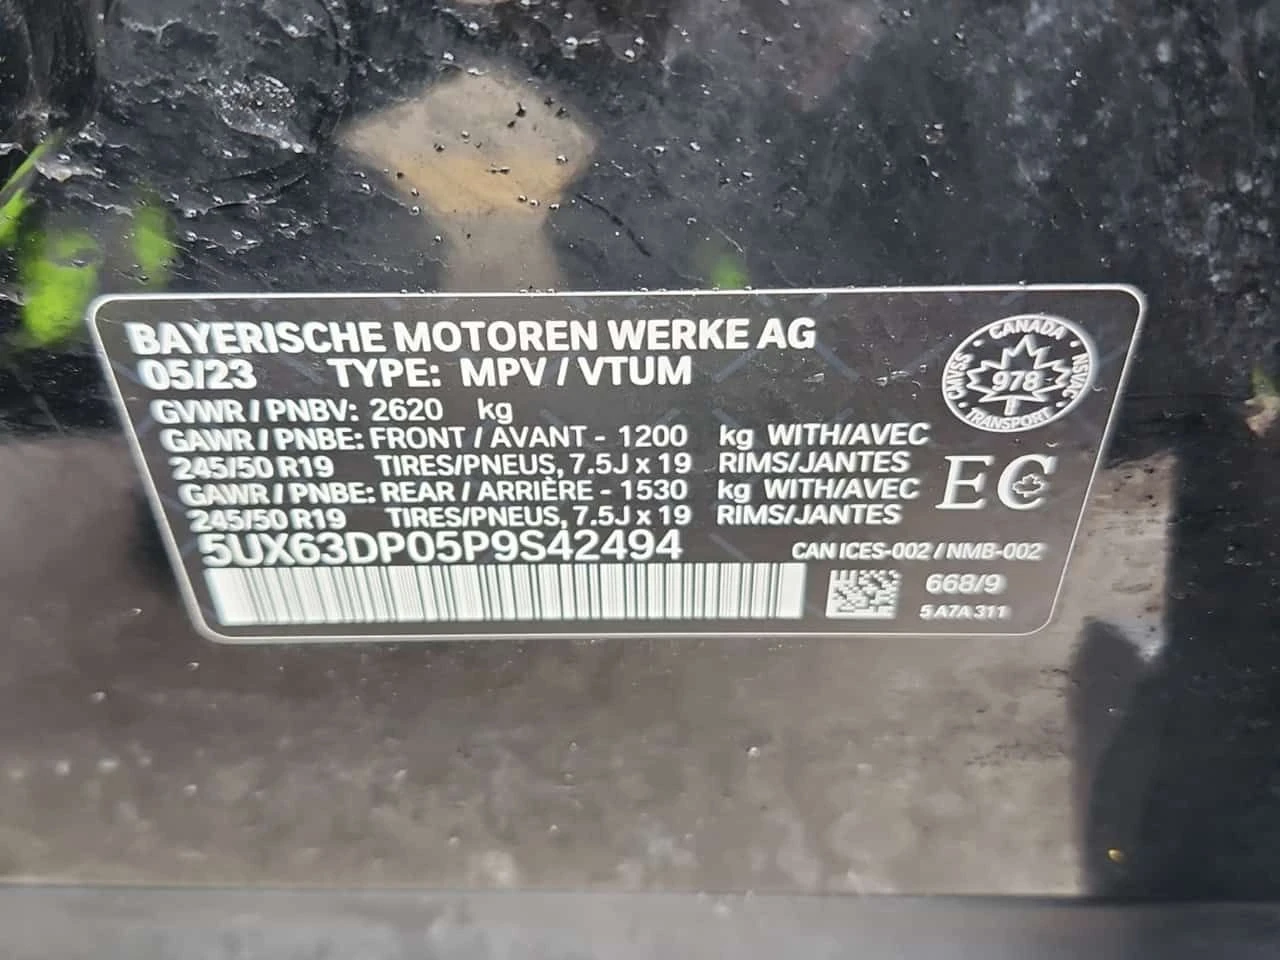 BAYERISCHE MOTOREN WERKE AG
05/23 TYPE: MPV / VTUM
GVWR / PNBV: 2620 kg
GAWR / PNBE: FRONT / AVANT - 1200 kg WITH/AVEC
245/50 R19 TIRES/PNEUS, 7.5J x 19 RIMS/JANTES
GAWR / PNBE: REAR / ARRIÈRE - 1530 kg WITH/AVEC
245/50 R19 TIRES/PNEUS, 7.5J x 19 RIMS/JANTES
5UX63DP05P9S42494
CANADA
CMVSS
NSVAC
978
TRANSPORT
EC
CAN ICES-002 / NMB-002
668/9
5 A7A 311